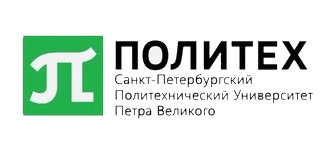 ПОЛИТЕХ
Санкт-Петербургский
Политехнический Университет
Петра Великого